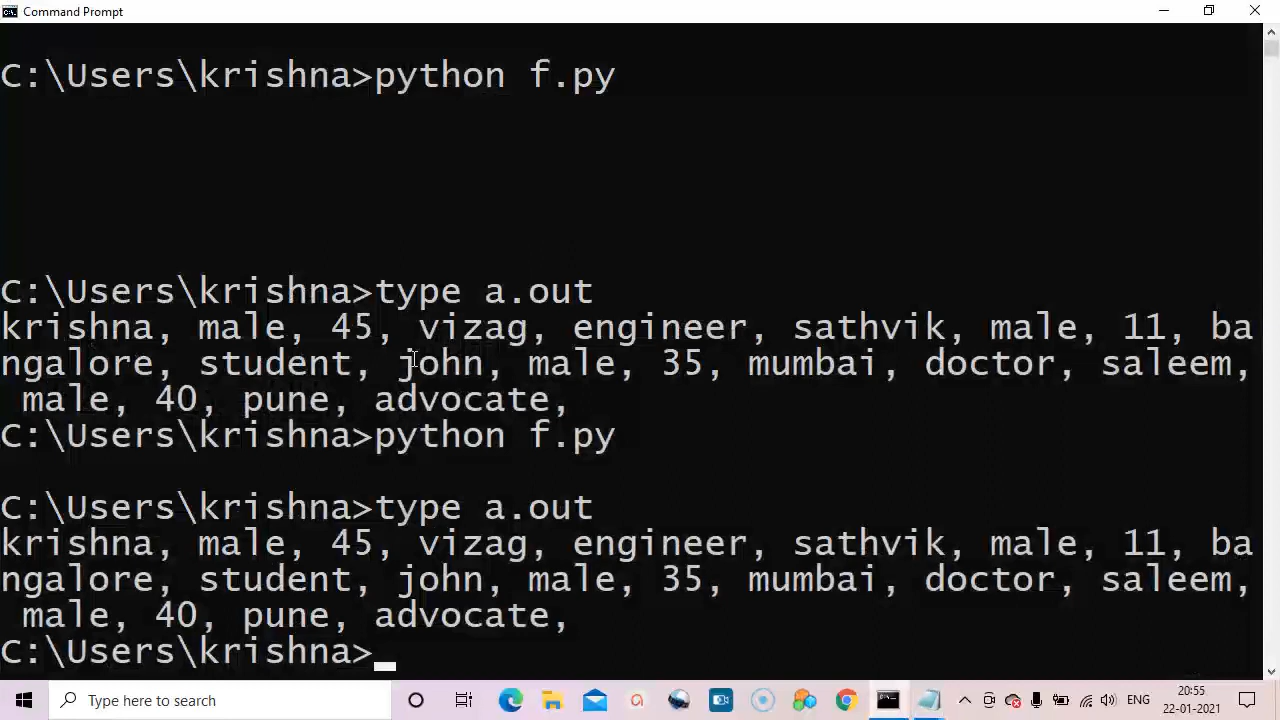 Command Prompt
C:\Users\krishna>python f.py
C:\Users\krishna>type a.out
krishna, male, 45, vizag, engineer, sathvik, male, 11, ba
ngalore, student, john, male, 35, mumbai, doctor, saleem,
male, 40, pune, advocate,
C:\Users\krishna>python f.py
C:\Users\krishna>type a.out
krishna, male, 45, vizag, engineer, sathvik, male, 11, ba
ngalore, student, john, male, 35, mumbai, doctor, saleem,
male, 40, pune, advocate,
C:\Users\krishna>
Type here to search
ENG
20:55
22-01-2021